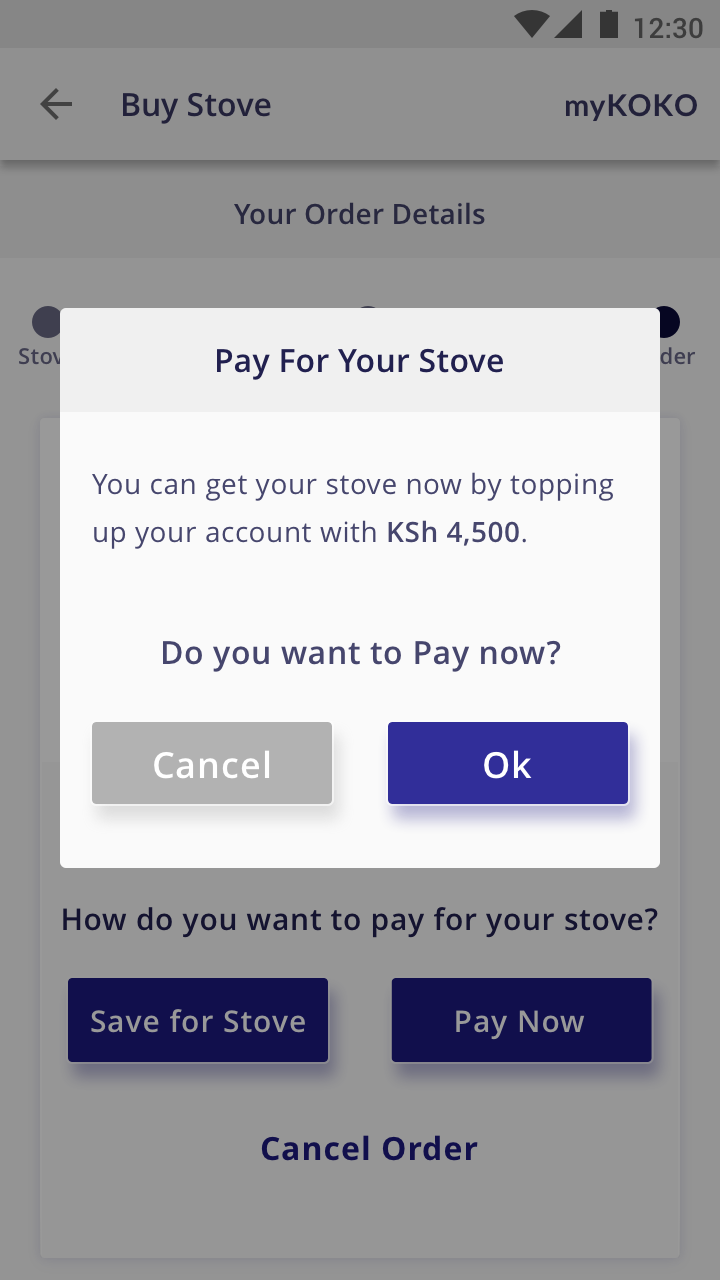 12:30
Buy Stove
myKOKO
Your Order Details
Pay For Your Stove
You can get your stove now by topping
up your account with KSh 4,500.
Do you want to Pay now?
Cancel Ok
How do you want to pay for your stove?
Save for Stove Pay Now
Cancel Order